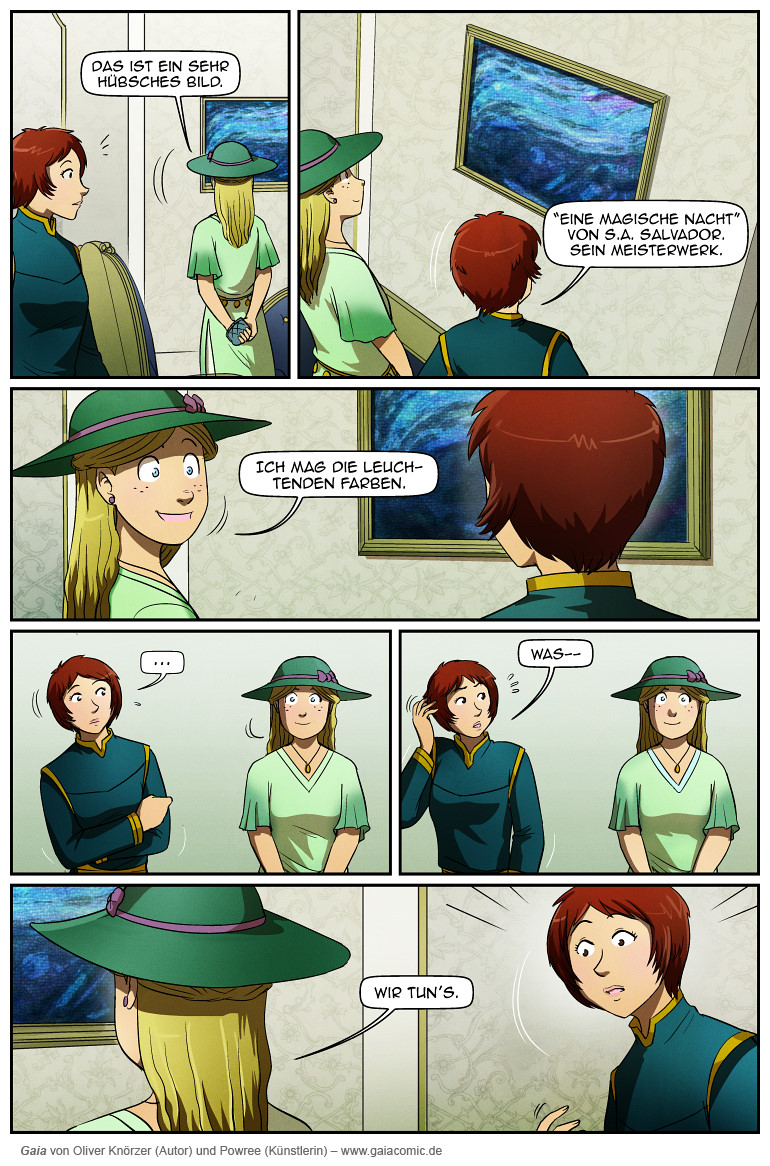 DAS IST EIN SEHR
HÜBSCHES BILD.
"EINE MAGISCHE NACHT"
VON S.A. SALVADOR.
SEIN MEISTERWERK.
ICH MAG DIE LEUCH-
TENDEN FARBEN.
...
WAS--
WIR TUN'S.
Gaia von Oliver Knörzer (Autor) und Powree (Künstlerin) – www.gaiacomic.de